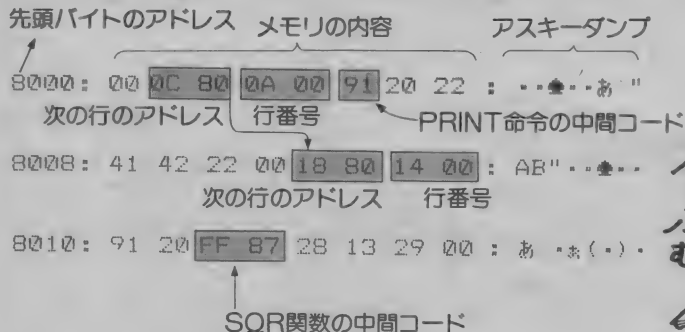 先頭バイトのアドレス メモリの内容 アスキーダンプ
8000: 00 0C 80 0A 00 91 20 22 : ··♠··あ "
次の行のアドレス 行番号 PRINT命令の中間コード
8008: 41 42 22 00 18 80 14 00 : AB"··♠··
次の行のアドレス 行番号
8010: 91 20 FF 87 28 13 29 00 : あ ·ぁ(·)·
SQR関数の中間コード